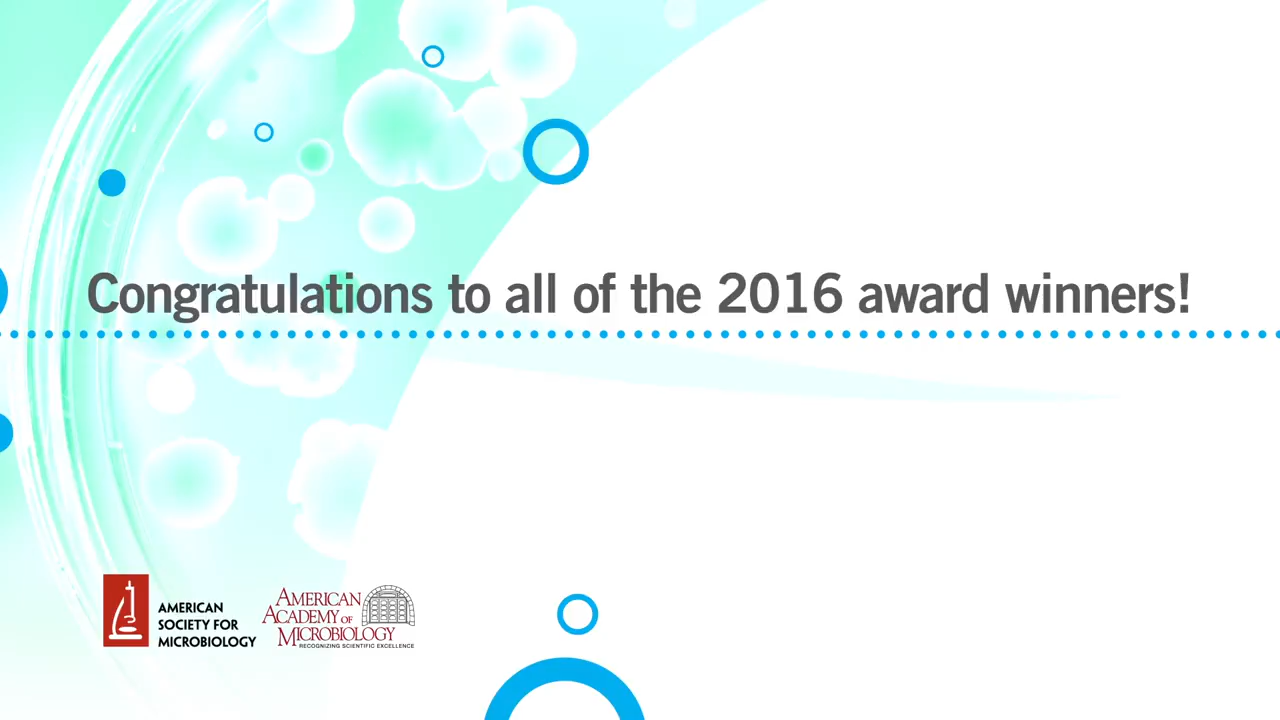 Congratulations to all of the 2016 award winners!
AMERICAN
SOCIETY FOR
MICROBIOLOGY
AMERICAN
ACADEMY OF
MICROBIOLOGY
RECOGNIZING SCIENTIFIC EXCELLENCE